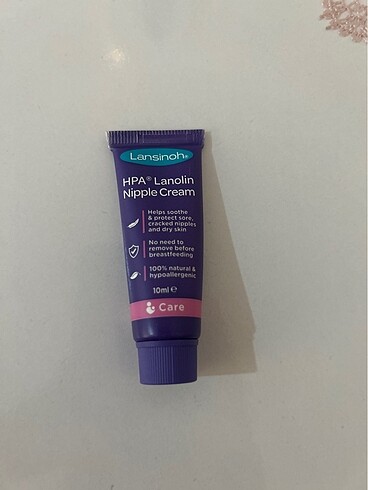 Lansinoh®
HPA® Lanolin
Nipple Cream
Helps soothe
& protect sore,
cracked nipples
and dry skin
No need to
remove before
breastfeeding
100% natural &
hypoallergenic
10ml ℮
Care